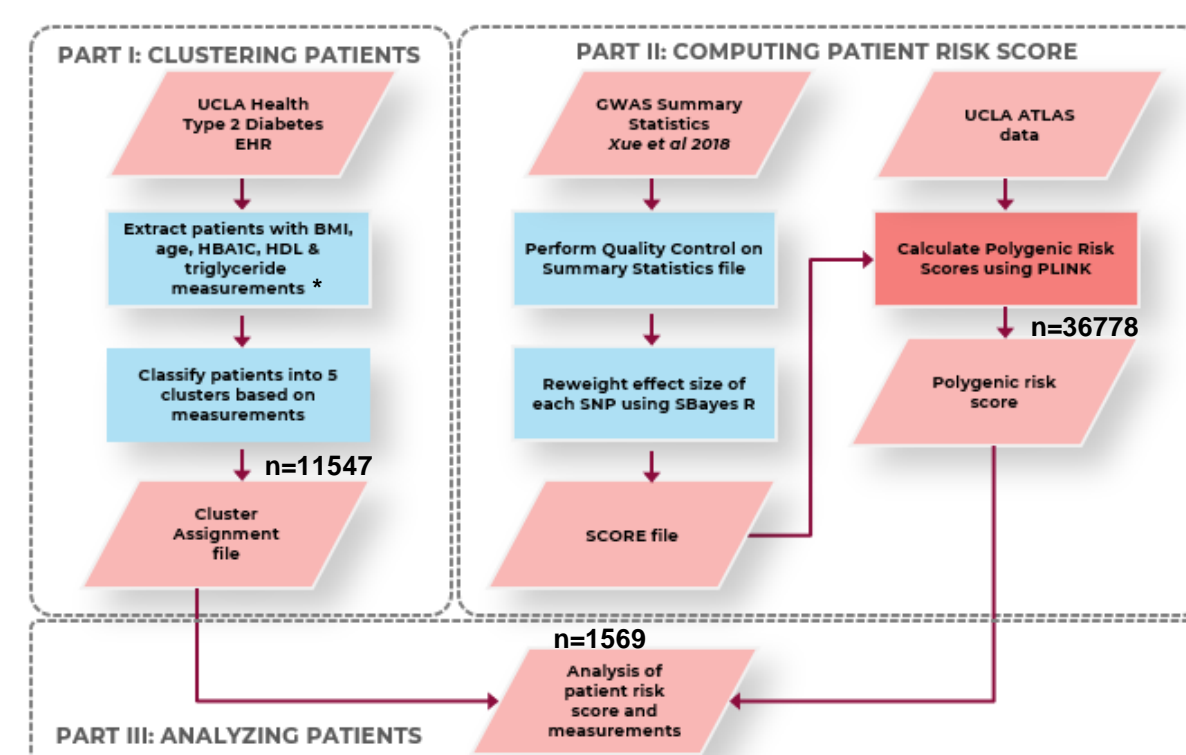 PART I: CLUSTERING PATIENTS
UCLA Health
Type 2 Diabetes
EHR
Extract patients with BMI,
age, HBA1C, HDL &
triglyceride
measurements *
Classify patients into 5
clusters based on
measurements
n=11547
Cluster
Assignment
file
PART II: COMPUTING PATIENT RISK SCORE
GWAS Summary
Statistics
Xue et al 2018
Perform Quality Control on
Summary Statistics file
Reweight effect size of
each SNP using SBayes R
SCORE file
UCLA ATLAS
data
Calculate Polygenic Risk
Scores using PLINK
n=36778
Polygenic risk
score
PART III: ANALYZING PATIENTS
n=1569
Analysis of
patient risk
score and
measurements